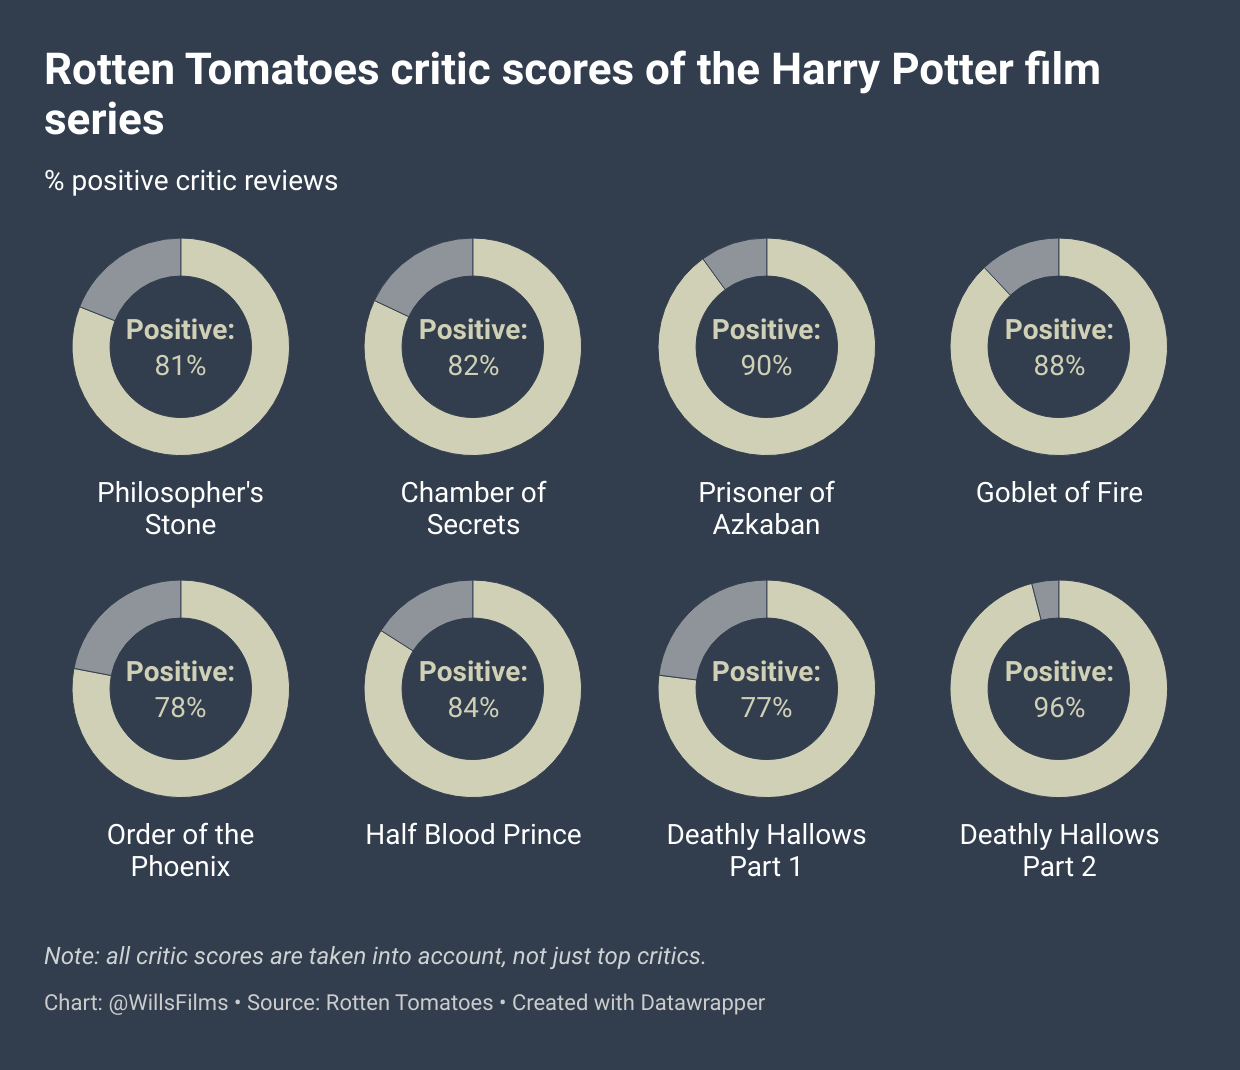 Rotten Tomatoes critic scores of the Harry Potter film
series
% positive critic reviews
Positive:
81%
Philosopher's
Stone
Positive:
82%
Chamber of
Secrets
Positive:
90%
Prisoner of
Azkaban
Positive:
88%
Goblet of Fire
Positive:
78%
Order of the
Phoenix
Positive:
84%
Half Blood Prince
Positive:
77%
Deathly Hallows
Part 1
Positive:
96%
Deathly Hallows
Part 2
Note: all critic scores are taken into account, not just top critics.
Chart: @WillsFilms • Source: Rotten Tomatoes • Created with Datawrapper